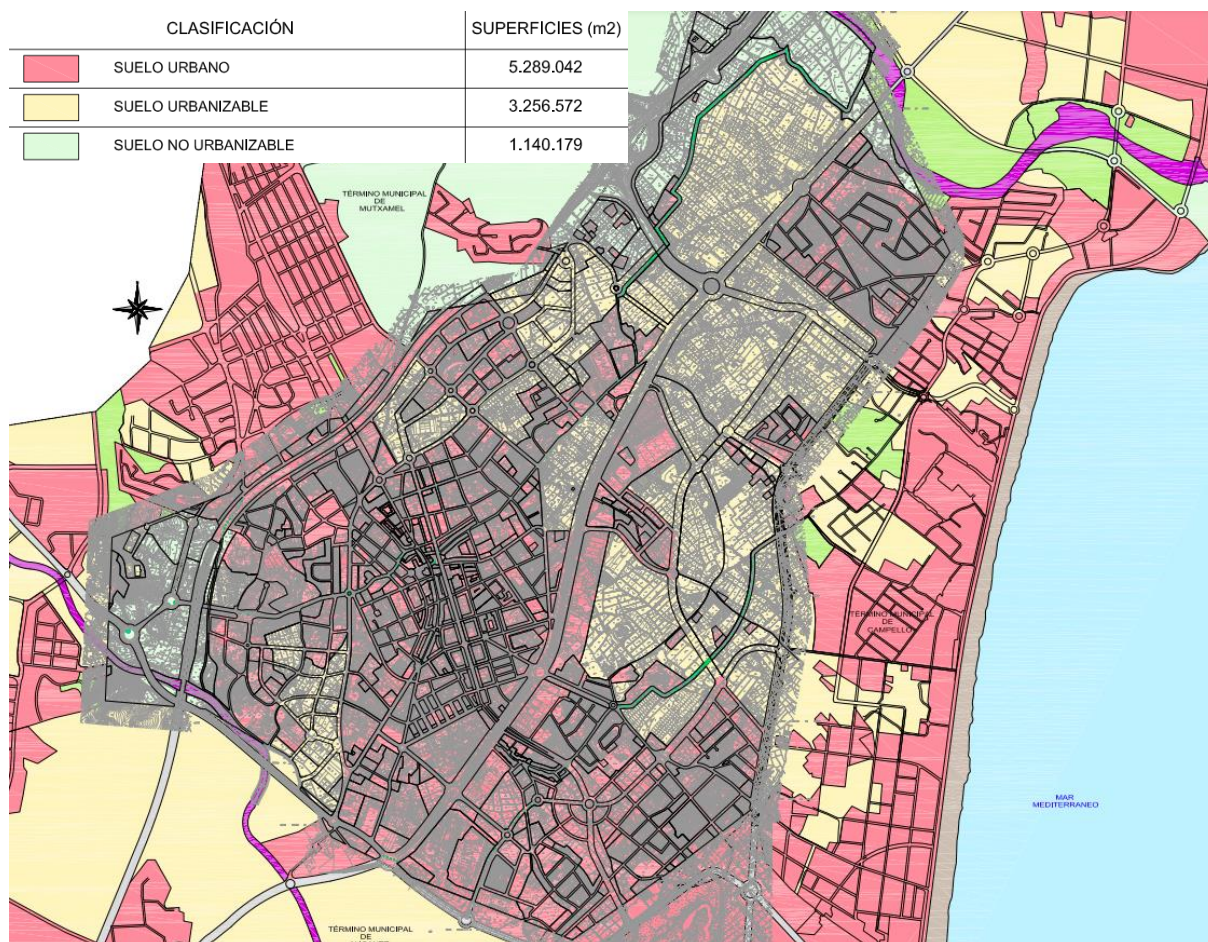 CLASIFICACIÓN SUPERFICIES (m2)
SUELO URBANO 5.289.042
SUELO URBANIZABLE 3.256.572
SUELO NO URBANIZABLE 1.140.179
TÉRMINO MUNICIPAL
DE
MUTXAMEL
TÉRMINO MUNICIPAL
DE
CAMPELLO
MAR
MEDITERRANEO
TÉRMINO MUNICIPAL
DE